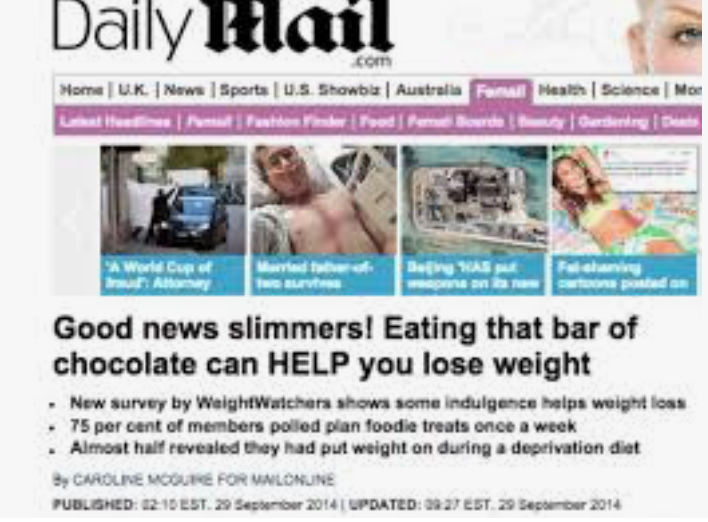 Daily Mail
.com
Home | U.K. | News | Sports | U.S. Showbiz | Australia | Femail | Health | Science | Mon
Latest Headlines | Femail | Fashion Finder | Food | Femail Boards | Beauty | Gardening | Deals
'A World Cup of
fraud': Attorney
Married father-of-
two survives
Beijing 'HAS put
weapons on its new
Fat-shaming
cartoons posted on
Good news slimmers! Eating that bar of
chocolate can HELP you lose weight
• New survey by WeightWatchers shows some indulgence helps weight loss
• 75 per cent of members polled plan foodie treats once a week
• Almost half revealed they had put weight on during a deprivation diet
By CAROLINE MCGUIRE FOR MAILONLINE
PUBLISHED: 02:10 EST, 29 September 2014 | UPDATED: 09:27 EST, 29 September 2014